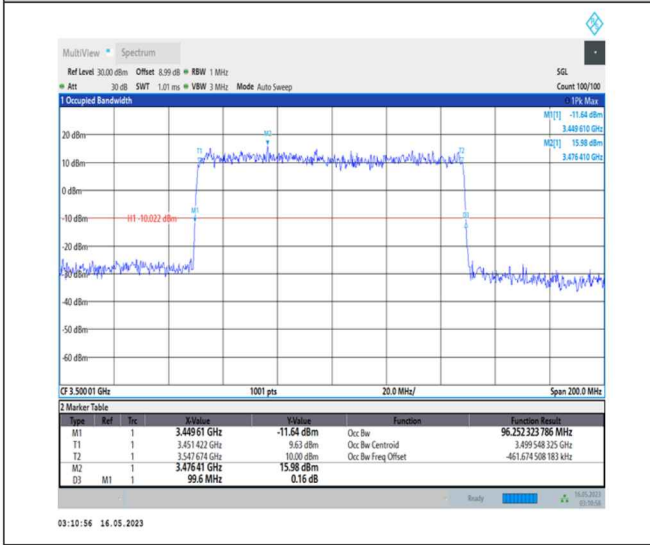 MultiView Spectrum
Ref Level 30.00 dBm Offset 8.99 dB RBW 1 MHz SGL
Att 30 dB SWT 1.01 ms VBW 3 MHz Mode Auto Sweep Count 100/100
1 Occupied Bandwidth 1Pk Max
M1[1] -11.64 dBm
3.449 610 GHz
M2[1] 15.98 dBm
3.476 410 GHz
20 dBm
M2
T1
T2
10 dBm
0 dBm
M1
D3
-10 dBm
H1 -10.022 dBm
-20 dBm
-30 dBm
-40 dBm
-50 dBm
-60 dBm
CF 3.500 01 GHz 1001 pts 20.0 MHz/ Span 200.0 MHz
2 Marker Table
Type Ref Trc X-Value Y-Value Function Function Result
M1 1 3.449 61 GHz -11.64 dBm Occ Bw 96.252 323 786 MHz
T1 1 3.451 422 GHz 9.63 dBm Occ Bw Centroid 3.499 548 325 GHz
T2 1 3.547 674 GHz 10.00 dBm Occ Bw Freq Offset -461.674 508 183 kHz
M2 1 3.476 41 GHz 15.98 dBm
D3 M1 1 99.6 MHz 0.16 dB
Ready 16.05.2023
03:10:56
03:10:56 16.05.2023